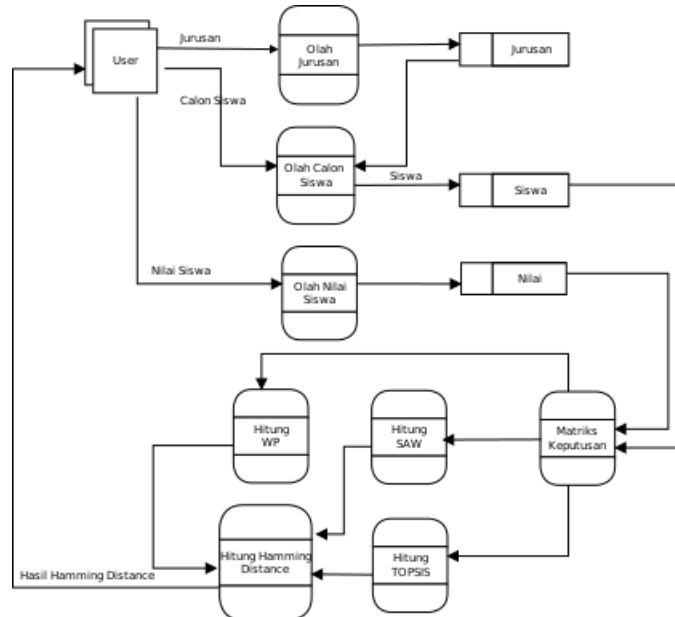 Jurusan
User
Olah
Jurusan
Jurusan
Calon Siswa
Olah Calon
Siswa
Siswa
Siswa
Nilai Siswa
Olah Nilai
Siswa
Nilai
Hitung
WP
Hitung
SAW
Matriks
Keputusan
Hitung Hamming
Distance
Hitung
TOPSIS
Hasil Hamming Distance